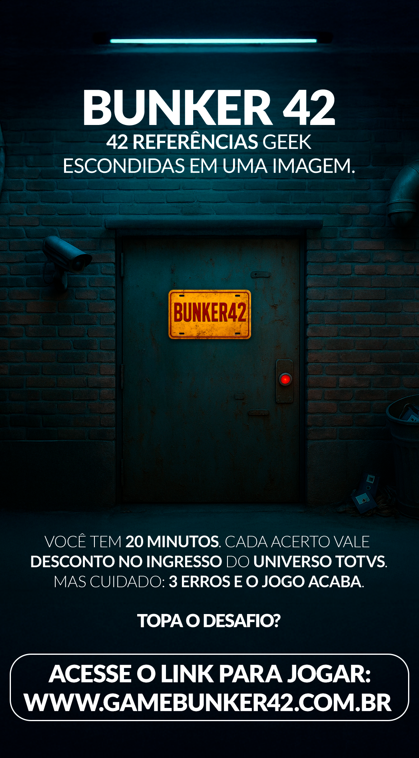 BUNKER 42
42 REFERÊNCIAS GEEK
ESCONDIDAS EM UMA IMAGEM.
BUNKER42
VOCÊ TEM 20 MINUTOS. CADA ACERTO VALE
DESCONTO NO INGRESSO DO UNIVERSO TOTVS.
MAS CUIDADO: 3 ERROS E O JOGO ACABA.
TOPA O DESAFIO?
ACESSE O LINK PARA JOGAR:
WWW.GAMEBUNKER42.COM.BR